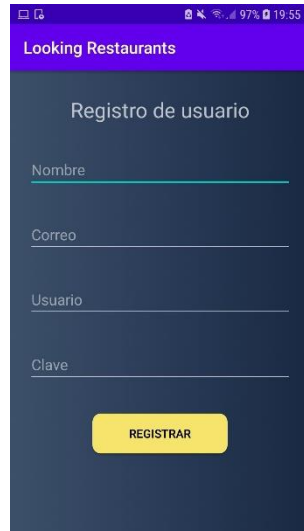 97% 19:55
Looking Restaurants
Registro de usuario
Nombre
Correo
Usuario
Clave
REGISTRAR